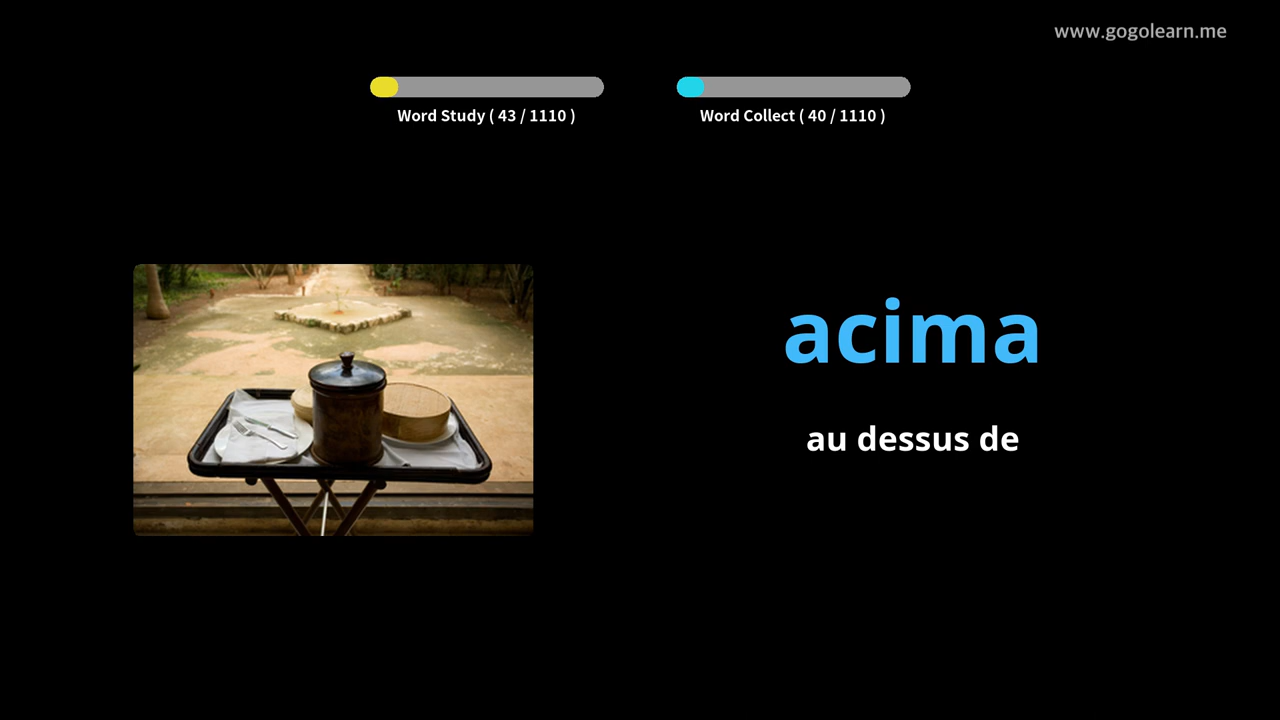 www.gogolearn.me
Word Study ( 43 / 1110 )
Word Collect ( 40 / 1110 )
acima
au dessus de